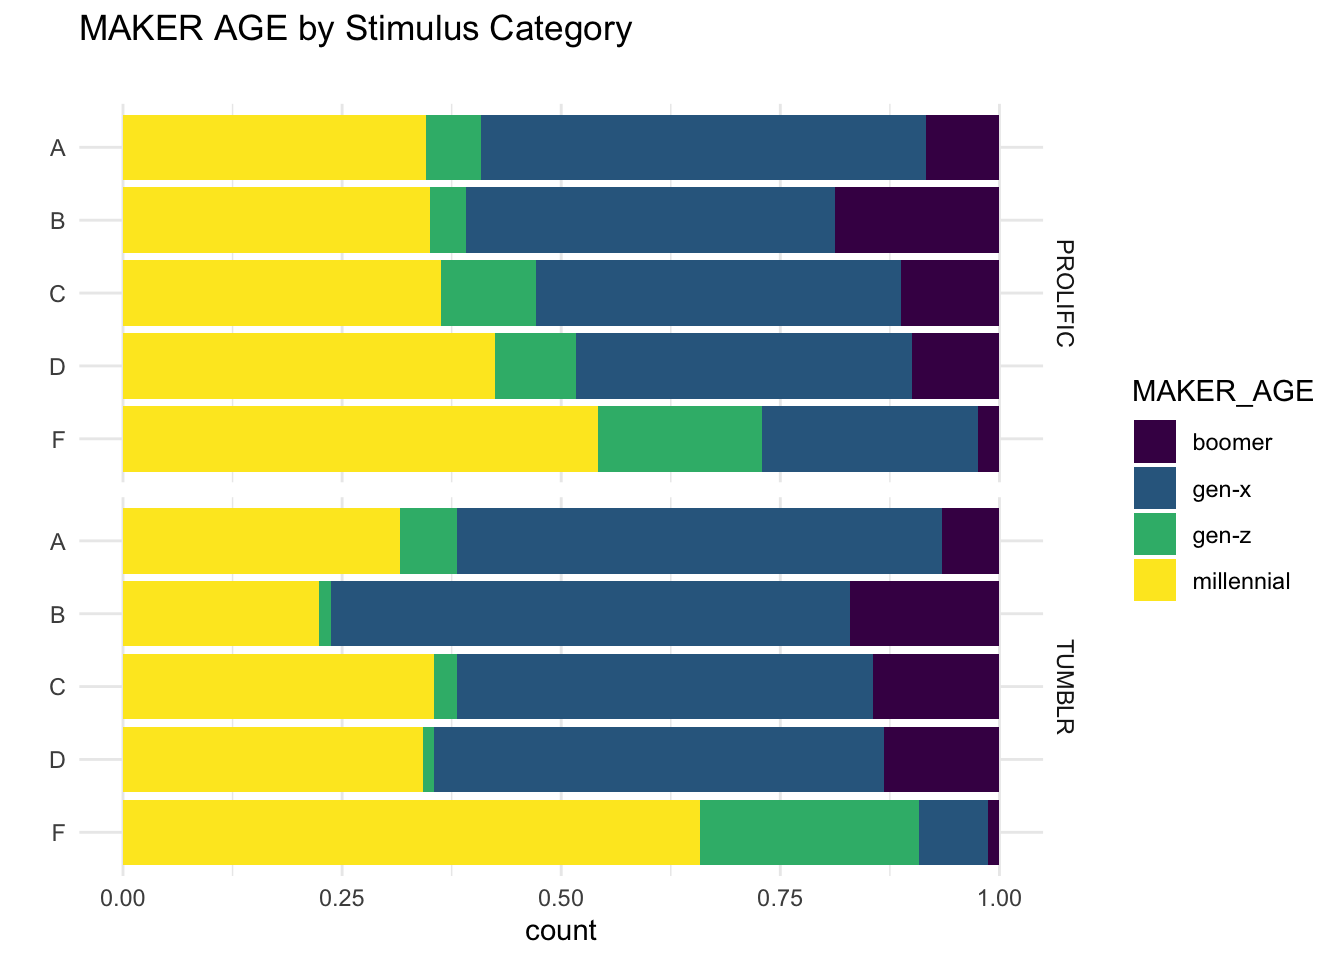 MAKER AGE by Stimulus Category
A
B
C
D
F
PROLIFIC
A
B
C
D
F
TUMBLR
0.00 0.25 0.50 0.75 1.00
count
MAKER_AGE
boomer
gen-x
gen-z
millennial